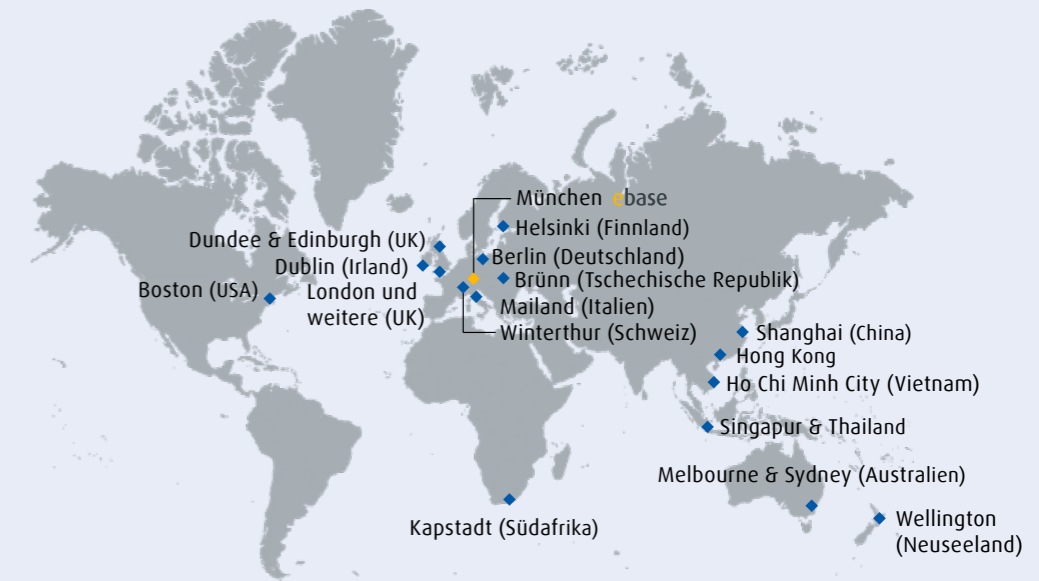 München ebase
Helsinki (Finnland)
Dundee & Edinburgh (UK)
Berlin (Deutschland)
Dublin (Irland)
Brünn (Tschechische Republik)
Boston (USA)
London und
weitere (UK)
Mailand (Italien)
Winterthur (Schweiz)
Shanghai (China)
Hong Kong
Ho Chi Minh City (Vietnam)
Singapur & Thailand
Melbourne & Sydney (Australien)
Kapstadt (Südafrika)
Wellington
(Neuseeland)